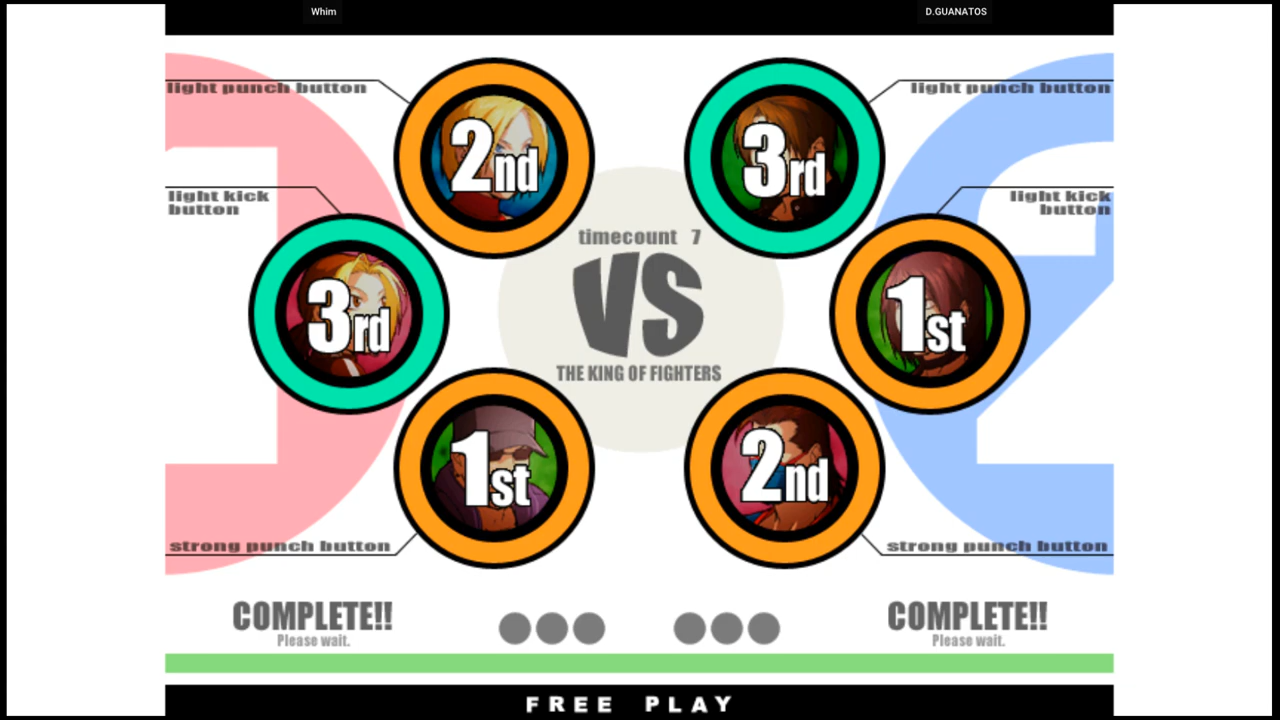 Whim
D.GUANATOS
light punch button
light punch button
2nd
3rd
light kick
button
light kick
button
timecount 7
VS
THE KING OF FIGHTERS
3rd
1st
1st
2nd
strong punch button
strong punch button
COMPLETE!!
Please wait.
COMPLETE!!
Please wait.
FREE PLAY
1
2